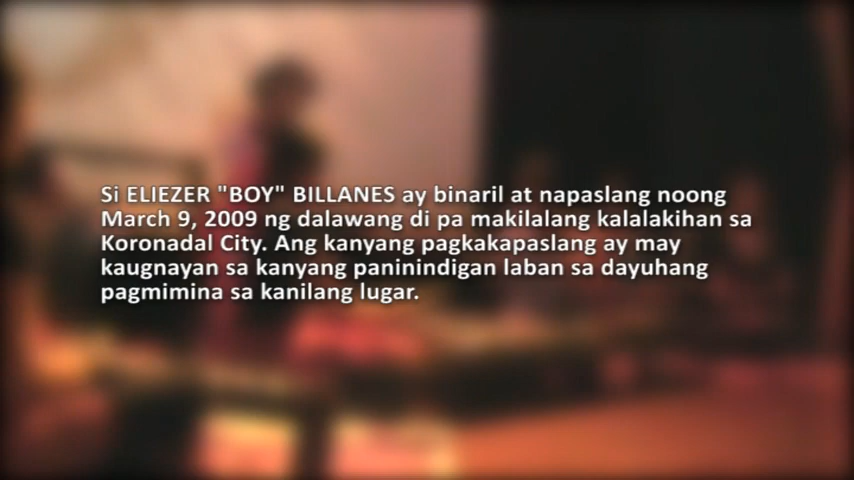 Si ELIEZER "BOY" BILLANES ay binaril at napaslang noong
March 9, 2009 ng dalawang di pa makilalang kalalakihan sa
Koronadal City. Ang kanyang pagkakapaslang ay may
kaugnayan sa kanyang paninindigan laban sa dayuhang
pagmimina sa kanilang lugar.